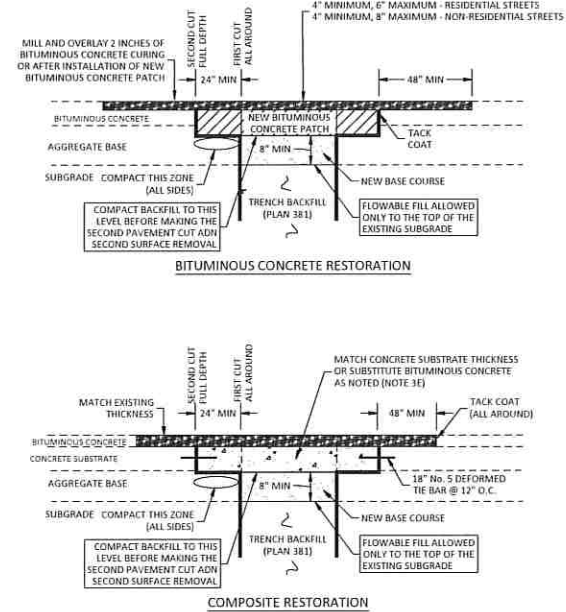 4" MINIMUM, 6" MAXIMUM - RESIDENTIAL STREETS
4" MINIMUM, 8" MAXIMUM - NON-RESIDENTIAL STREETS
MILL AND OVERLAY 2 INCHES OF
BITUMINOUS CONCRETE CURING
OR AFTER INSTALLATION OF NEW
BITUMINOUS CONCRETE PATCH
SECOND CUT
FULL DEPTH
FIRST CUT
ALL AROUND
24" MIN
48" MIN
BITUMINOUS CONCRETE
NEW BITUMINOUS
CONCRETE PATCH
TACK
COAT
AGGREGATE BASE
8" MIN
SUBGRADE
COMPACT THIS ZONE
(ALL SIDES)
NEW BASE COURSE
COMPACT BACKFILL TO THIS
LEVEL BEFORE MAKING THE
SECOND PAVEMENT CUT ADN
SECOND SURFACE REMOVAL
TRENCH BACKFILL
(PLAN 381)
FLOWABLE FILL ALLOWED
ONLY TO THE TOP OF THE
EXISTING SUBGRADE
BITUMINOUS CONCRETE RESTORATION
SECOND CUT
FULL DEPTH
FIRST CUT
ALL AROUND
MATCH CONCRETE SUBSTRATE THICKNESS
OR SUBSTITUTE BITUMINOUS CONCRETE
AS NOTED (NOTE 3E)
MATCH EXISTING
THICKNESS
24" MIN
48" MIN
TACK COAT
(ALL AROUND)
BITUMINOUS CONCRETE
CONCRETE SUBSTRATE
AGGREGATE BASE
8" MIN
18" No. 5 DEFORMED
TIE BAR @ 12" O.C.
SUBGRADE
COMPACT THIS ZONE
(ALL SIDES)
NEW BASE COURSE
COMPACT BACKFILL TO THIS
LEVEL BEFORE MAKING THE
SECOND PAVEMENT CUT ADN
SECOND SURFACE REMOVAL
TRENCH BACKFILL
(PLAN 381)
FLOWABLE FILL ALLOWED
ONLY TO THE TOP OF THE
EXISTING SUBGRADE
COMPOSITE RESTORATION